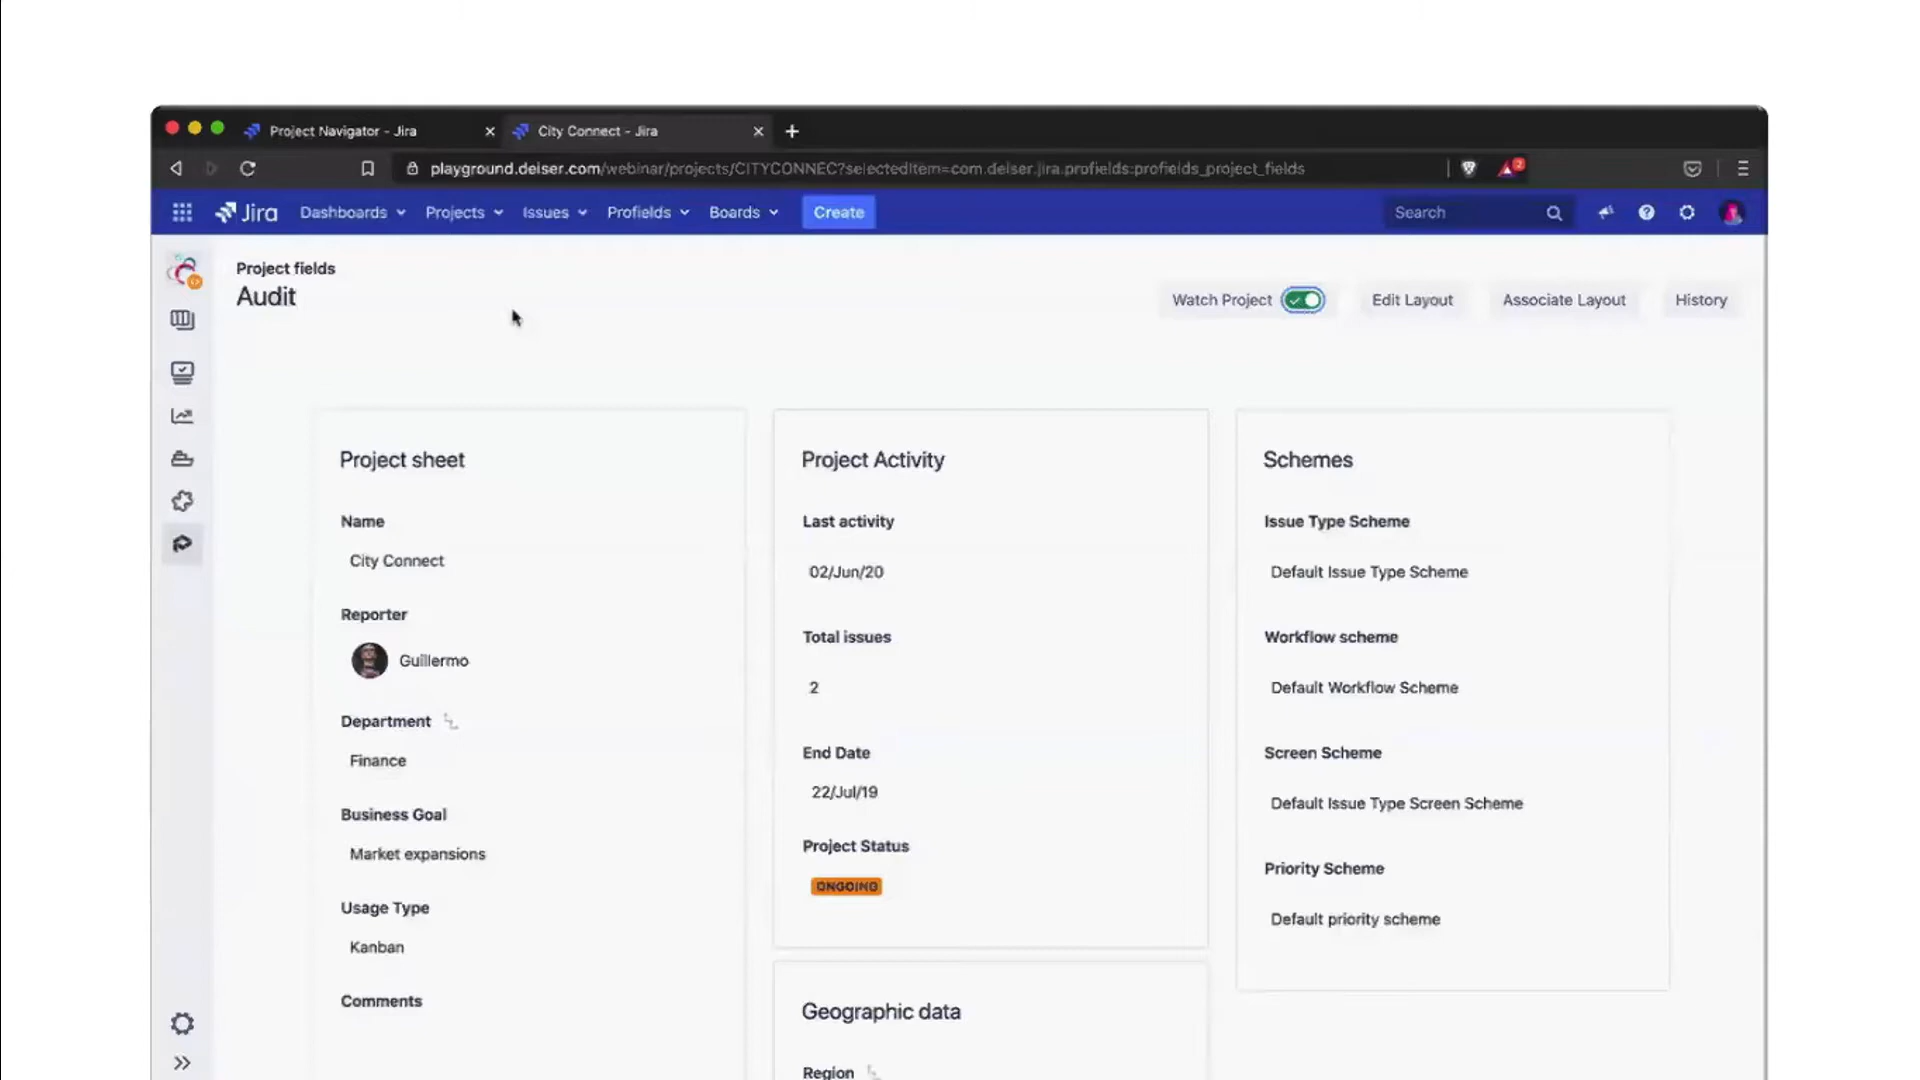 Project Navigator - Jira
City Connect - Jira
playground.deiser.com/webinar/projects/CITYCONNEC?selectedItem=com.deiser.jira.profields:profields_project_fields
2
Jira
Dashboards
Projects
Issues
Profields
Boards
Create
Search
Project fields
Audit
Watch Project
Edit Layout
Associate Layout
History
Project sheet
Name
City Connect
Reporter
Guillermo
Department
Finance
Business Goal
Market expansions
Usage Type
Kanban
Comments
Project Activity
Last activity
02/Jun/20
Total issues
2
End Date
22/Jul/19
Project Status
ONGOING
Geographic data
Region
Schemes
Issue Type Scheme
Default Issue Type Scheme
Workflow scheme
Default Workflow Scheme
Screen Scheme
Default Issue Type Screen Scheme
Priority Scheme
Default priority scheme